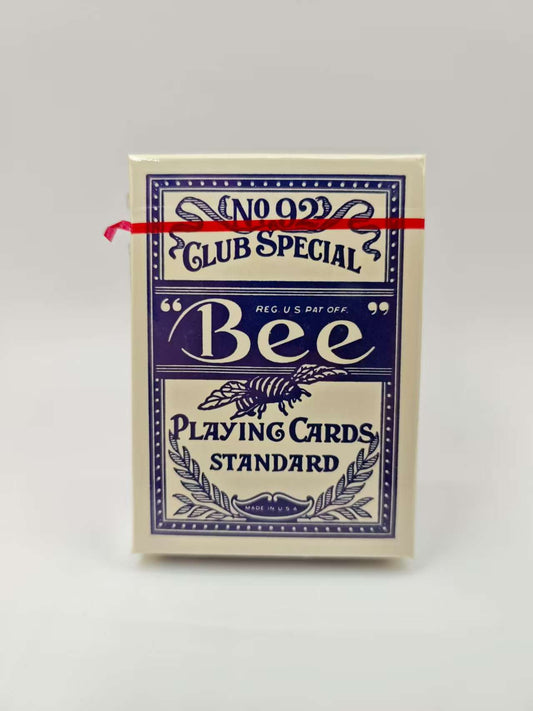 No. 92
CLUB SPECIAL
REG. U S PAT OFF.
“Bee”
PLAYING CARDS
STANDARD
MADE IN U.S.A.